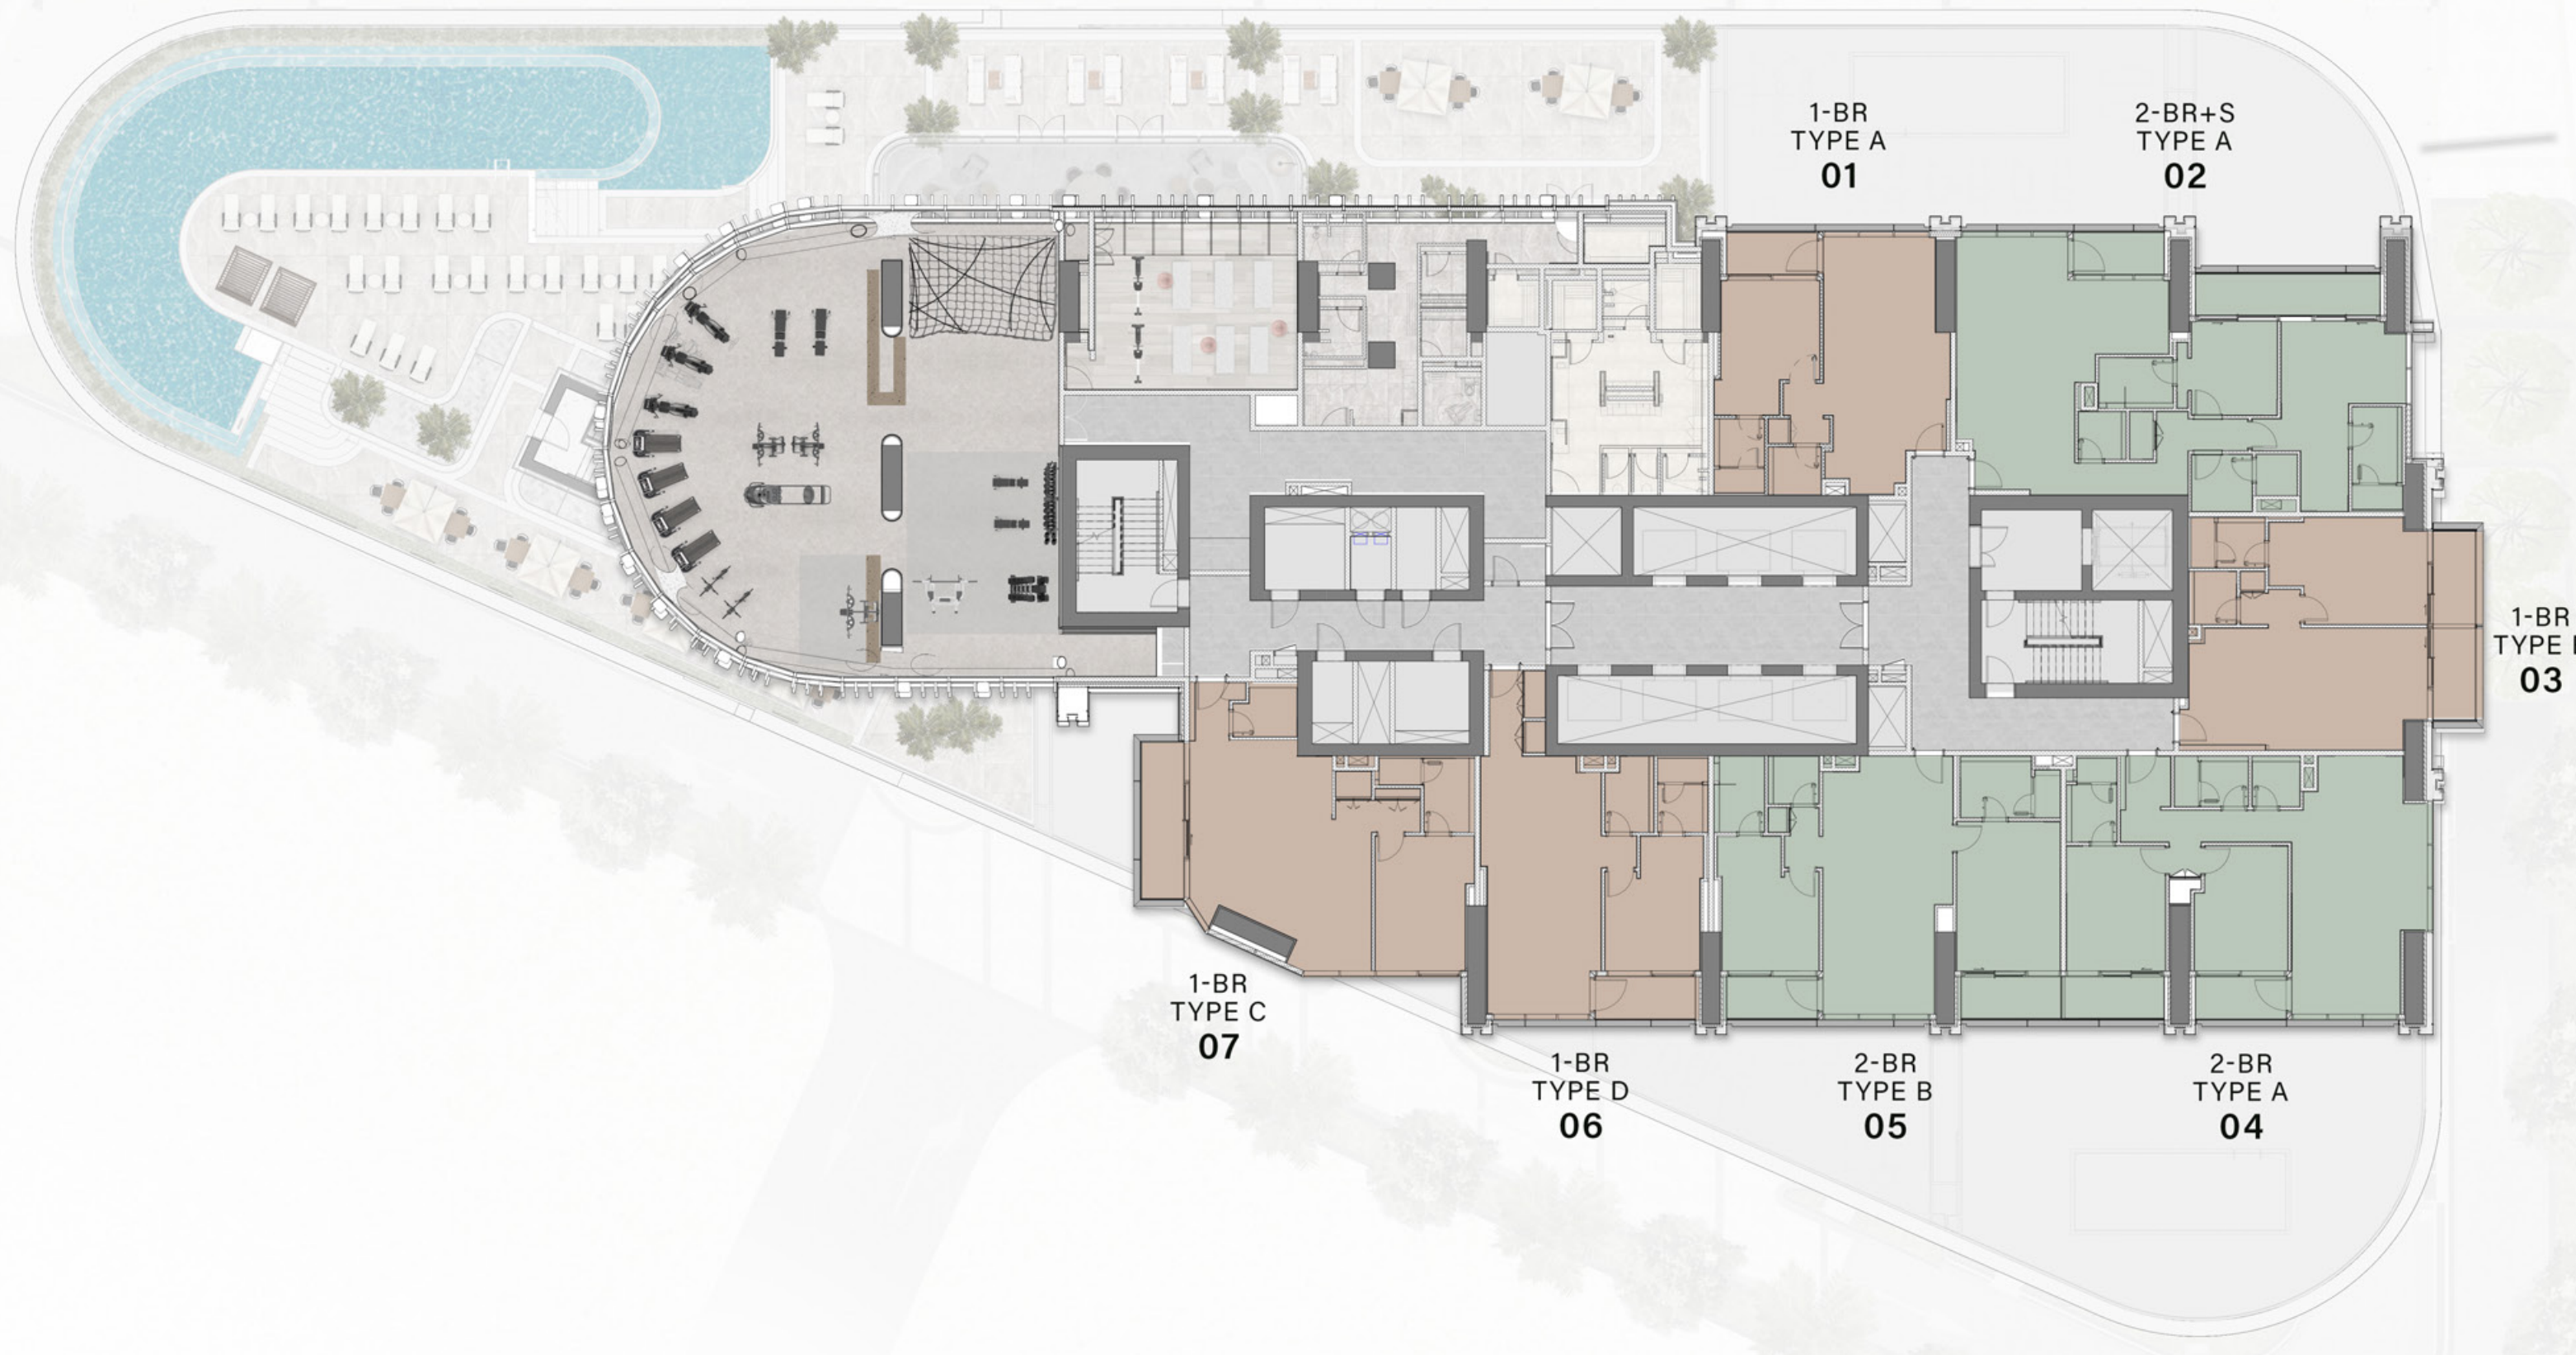 1-BR
TYPE A
01
2-BR+S
TYPE A
02
1-BR
TYPE
03
1-BR
TYPE C
07
1-BR
TYPE D
06
2-BR
TYPE B
05
2-BR
TYPE A
04